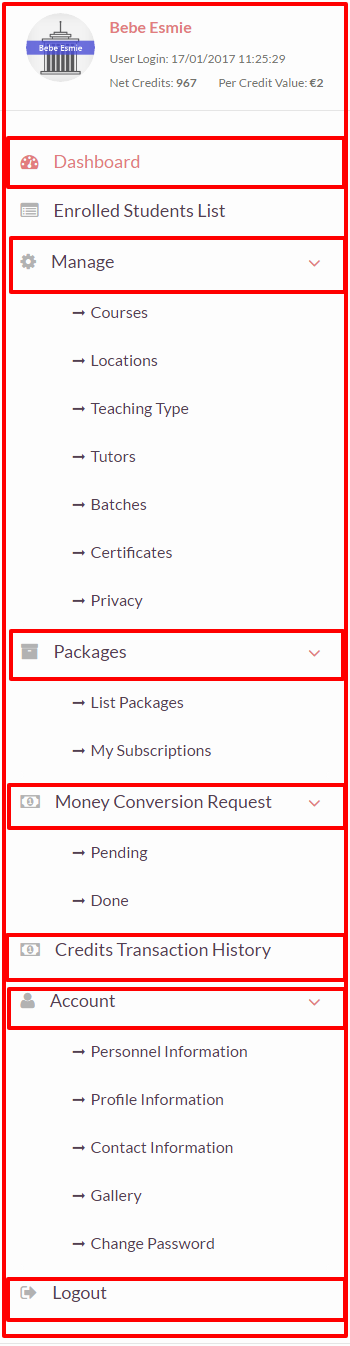 Bebe Esmie
Bebe Esmie
User Login: 17/01/2017 11:25:29
Net Credits: 967 Per Credit Value: €2
Dashboard
Enrolled Students List
Manage
Courses
Locations
Teaching Type
Tutors
Batches
Certificates
Privacy
Packages
List Packages
My Subscriptions
Money Conversion Request
Pending
Done
Credits Transaction History
Account
Personnel Information
Profile Information
Contact Information
Gallery
Change Password
Logout